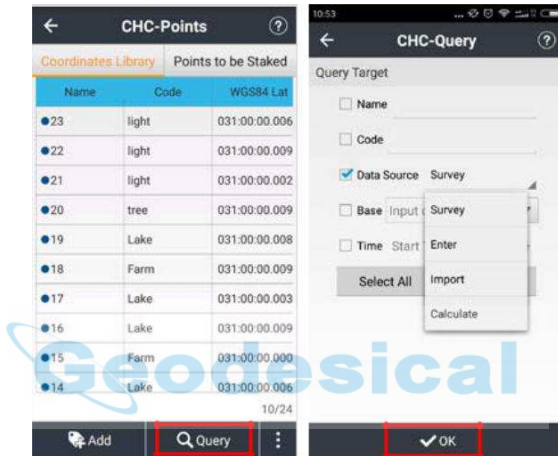 CHC-Points
?
Coordinates Library Points to be Staked
Name Code WGS84 Lat
23 light 031:00:00.006
22 light 031:00:00.009
21 light 031:00:00.002
20 tree 031:00:00.009
19 Lake 031:00:00.008
18 Farm 031:00:00.009
17 Lake 031:00:00.003
16 Lake 031:00:00.009
15 Farm 031:00:00.000
14 Lake 031:00:00.006
10/24
Add Query
10:53
CHC-Query
?
Query Target
Name
Code
Data Source Survey
Base Input
Survey
Time Start
Enter
Select All
Import
Calculate
OK
Geodesical